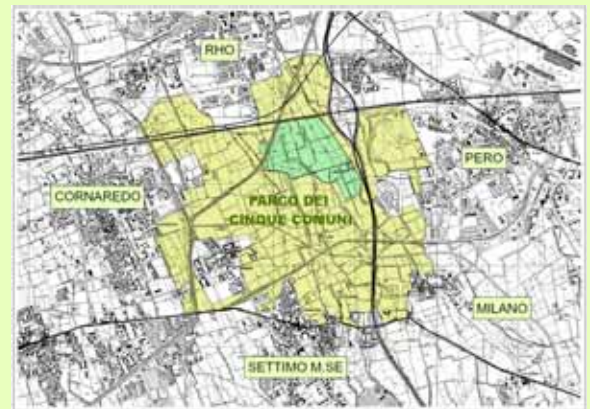 RHO
PERO
CORNAREDO
PARCO DEI
CINQUE COMUNI
MILANO
SETTIMO M.SE